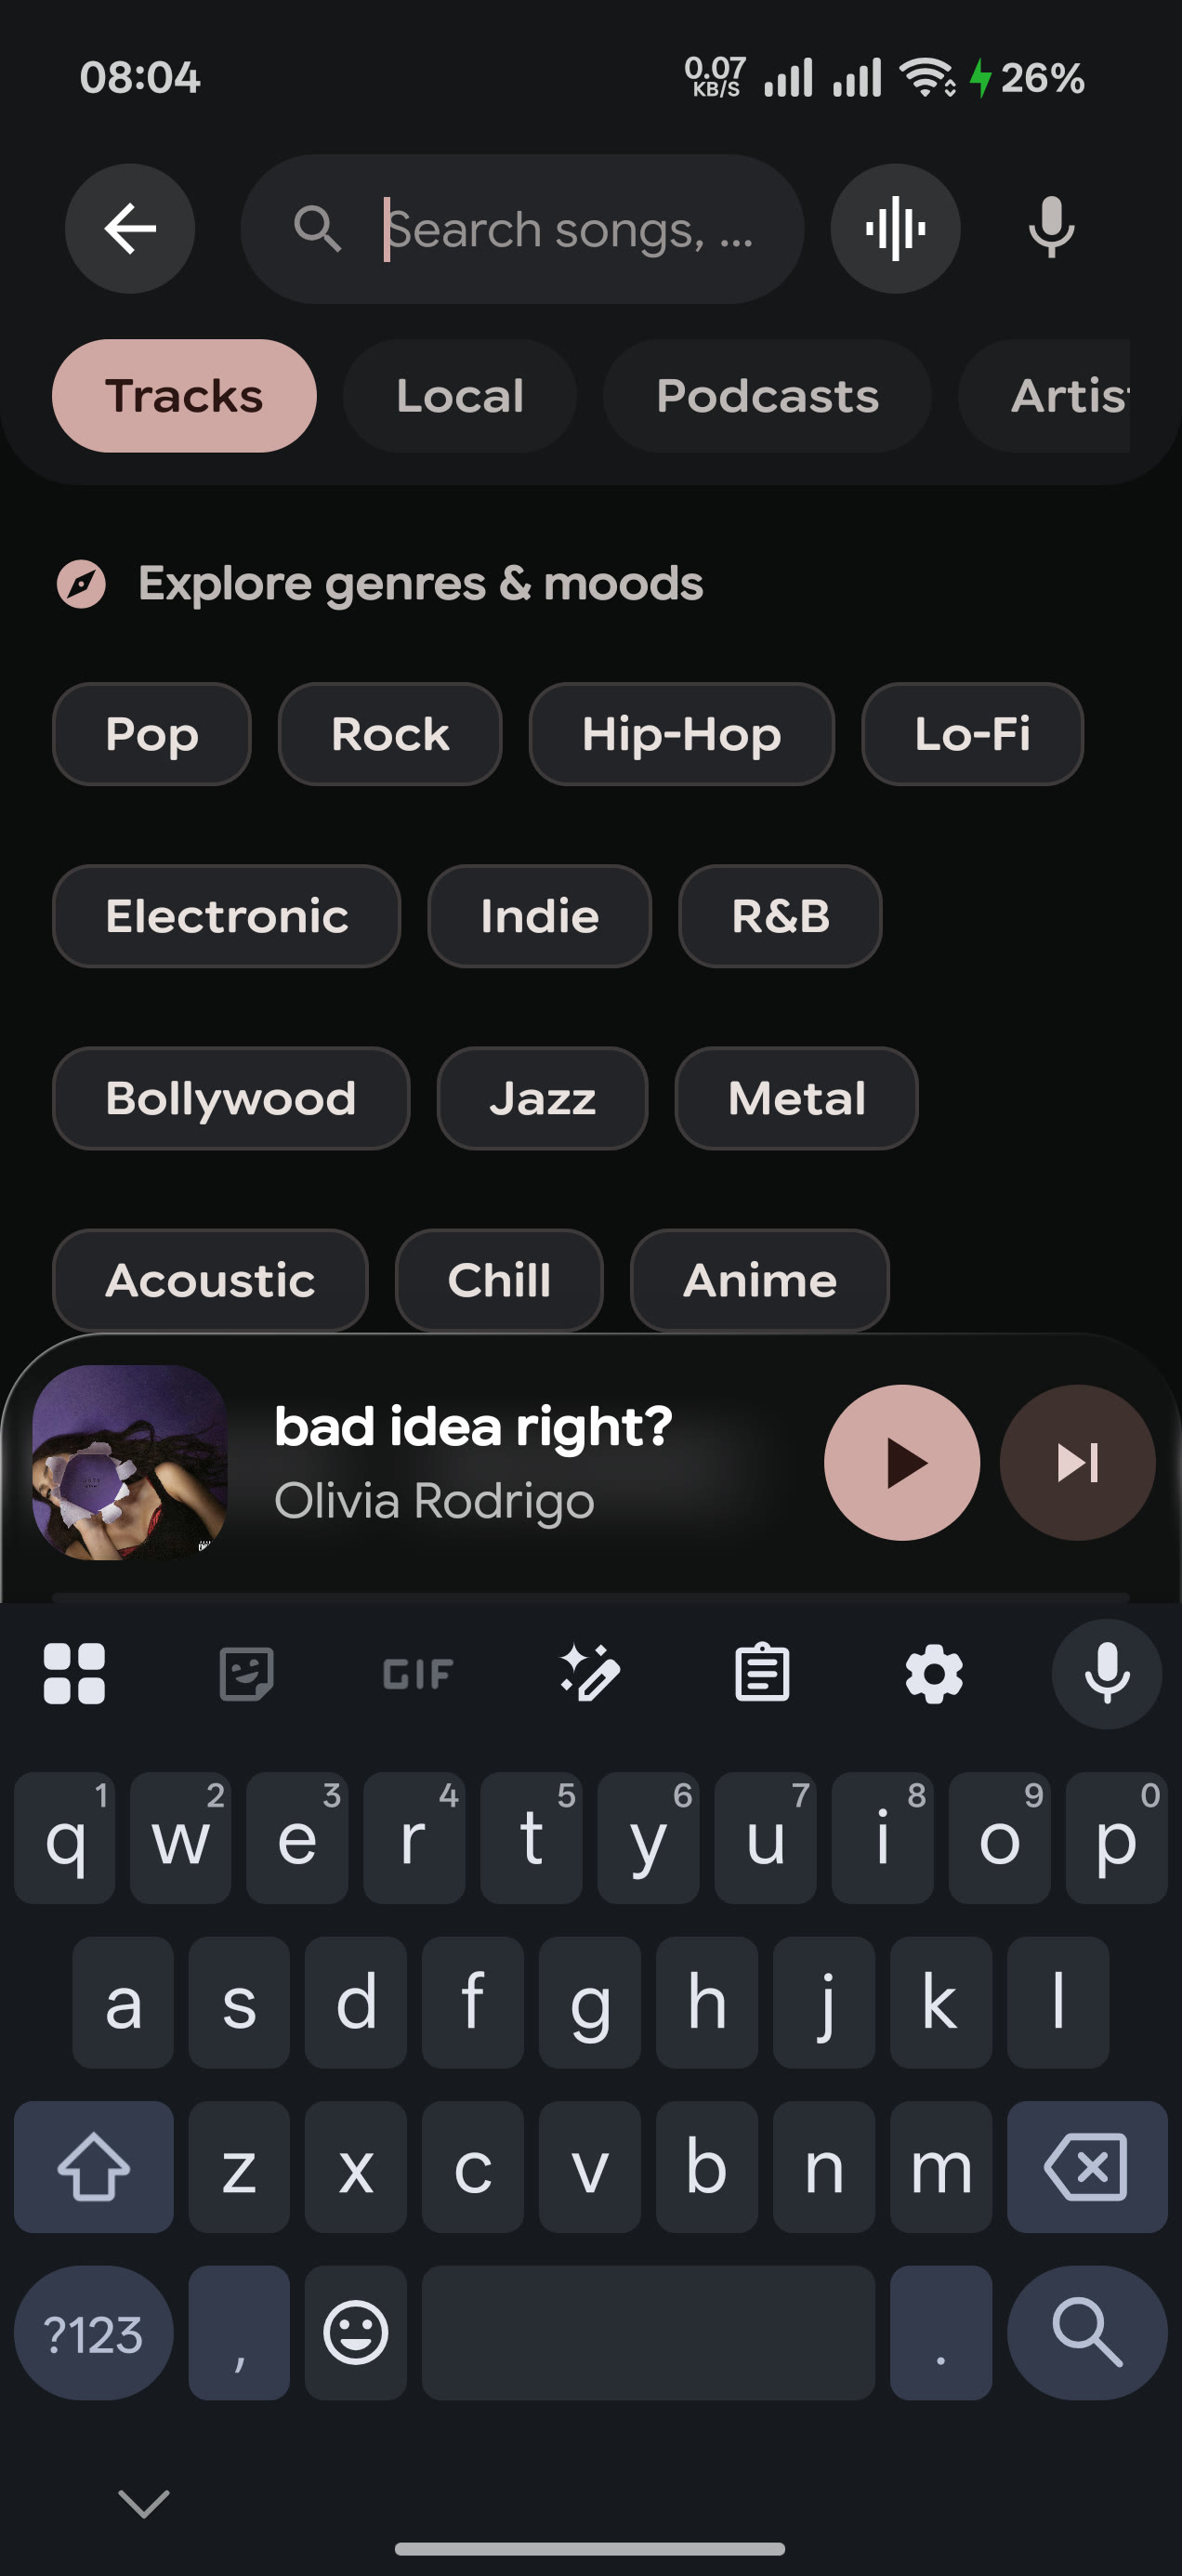 08:04
0.07
KB/S
26%
Search songs, ...
Tracks Local Podcasts Artis
Explore genres & moods
Pop Rock Hip-Hop Lo-Fi
Electronic Indie R&B
Bollywood Jazz Metal
Acoustic Chill Anime
bad idea right?
Olivia Rodrigo
GIF
1 2 3 4 5 6 7 8 9 0
q w e r t y u i o p
a s d f g h j k l
z x c v b n m
?123 , .